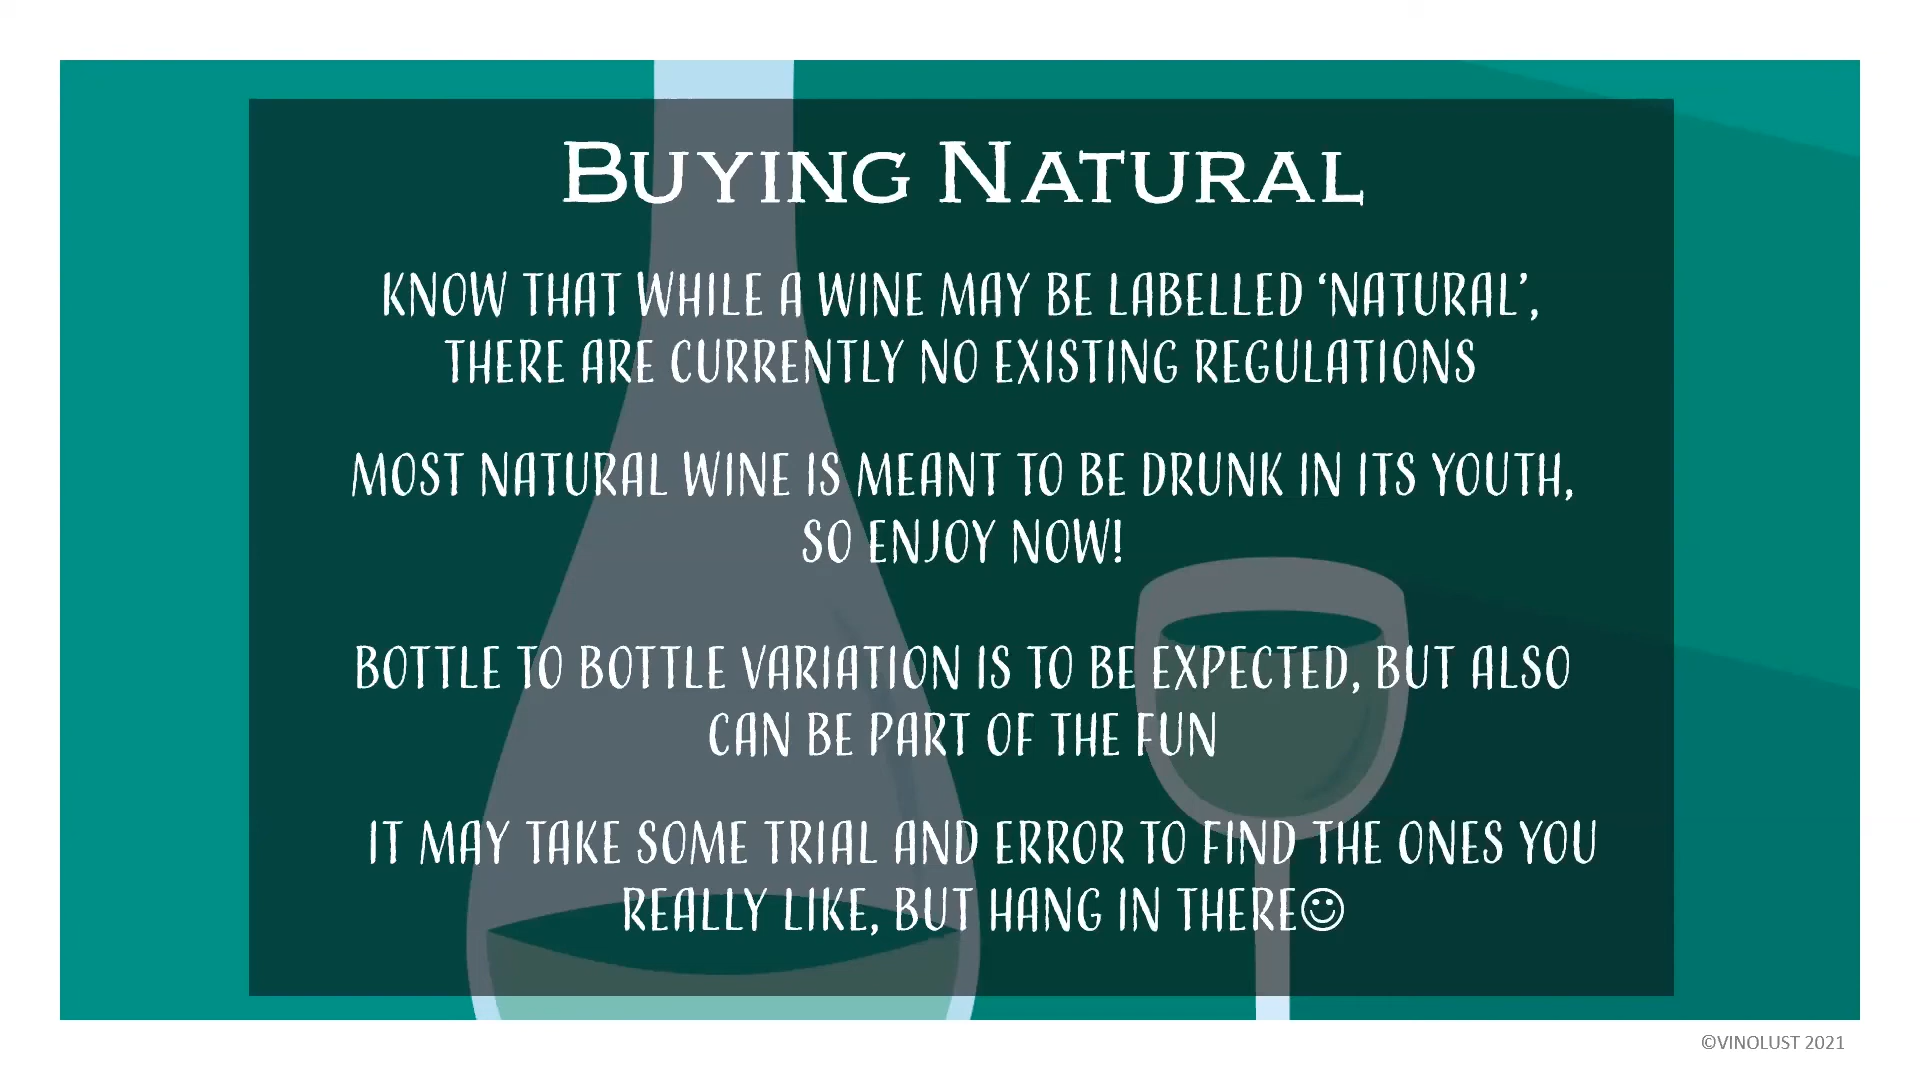 BUYING NATURAL
KNOW THAT WHILE A WINE MAY BE LABELLED ‘NATURAL’,
THERE ARE CURRENTLY NO EXISTING REGULATIONS
MOST NATURAL WINE IS MEANT TO BE DRUNK IN ITS YOUTH,
SO ENJOY NOW!
BOTTLE TO BOTTLE VARIATION IS TO BE EXPECTED, BUT ALSO
CAN BE PART OF THE FUN
IT MAY TAKE SOME TRIAL AND ERROR TO FIND THE ONES YOU
REALLY LIKE, BUT HANG IN THERE☺
©VINOLUST 2021